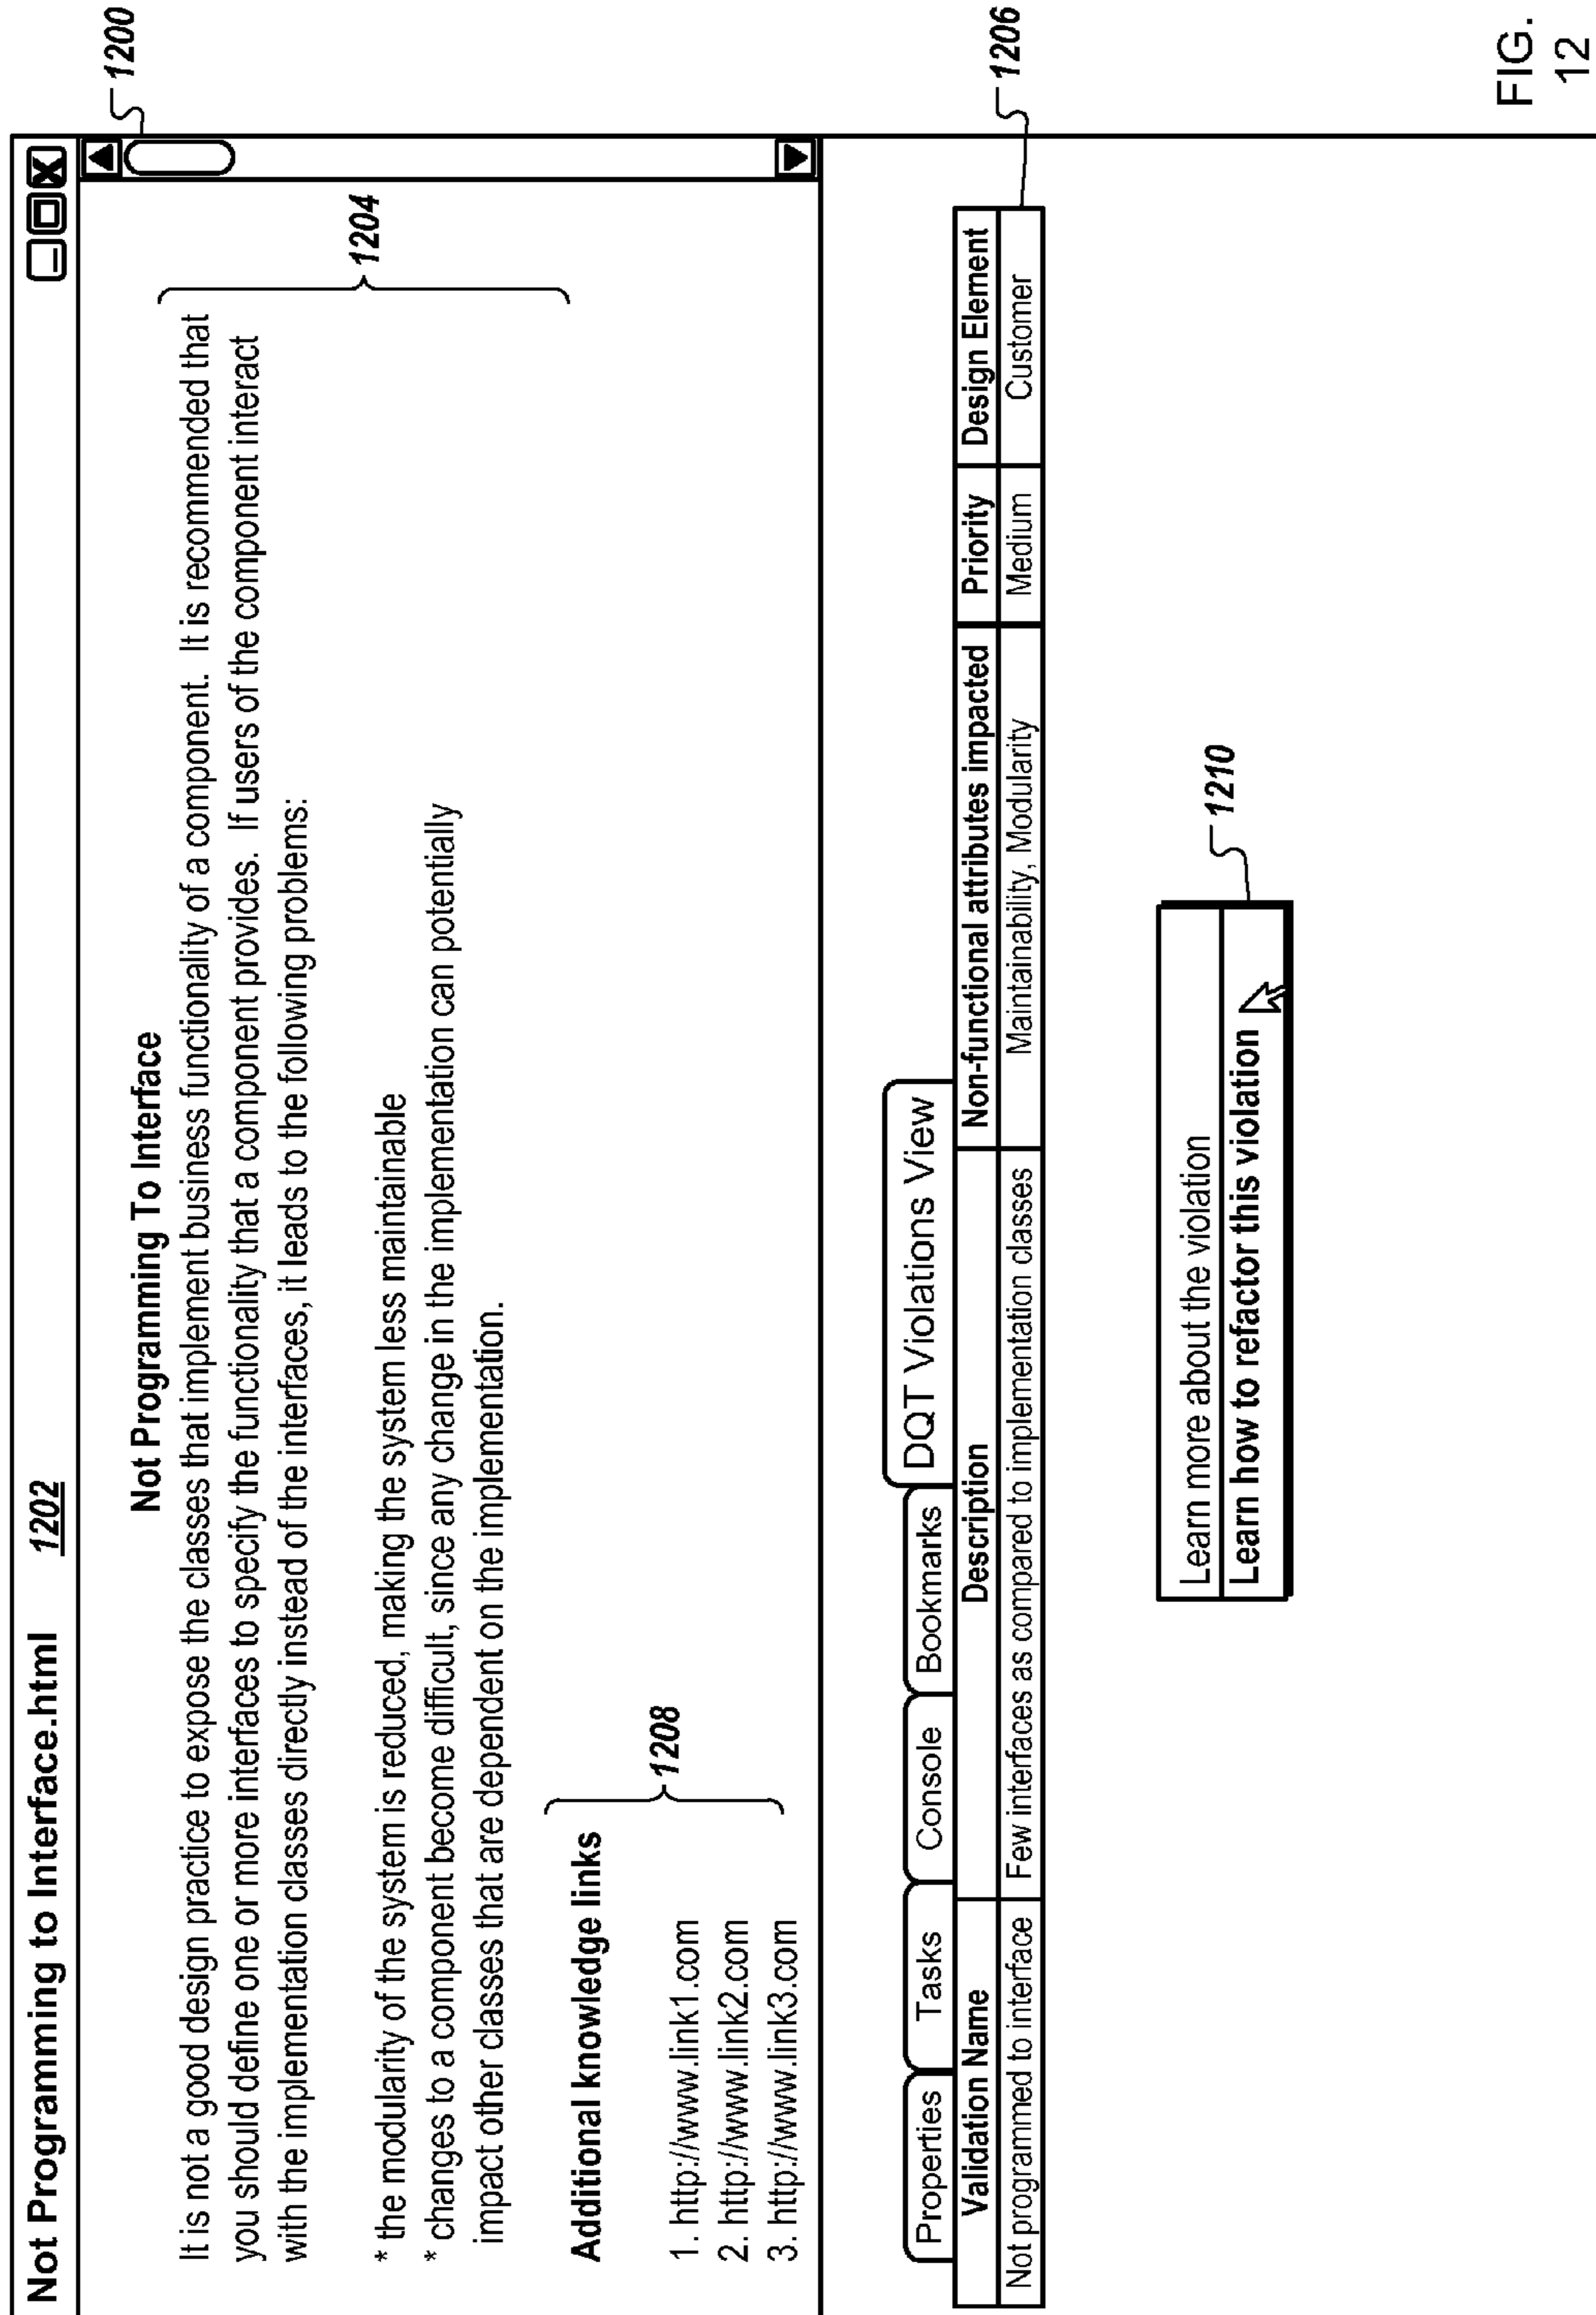 Not Programming to Interface.html 1202
1200
Not Programming To Interface
It is not a good design practice to expose the classes that implement business functionality of a component. It is recommended that
you should define one or more interfaces to specify the functionality that a component provides. If users of the component interact
with the implementation classes directly instead of the interfaces, it leads to the following problems:
1204
* the modularity of the system is reduced, making the system less maintainable
* changes to a component become difficult, since any change in the implementation can potentially
impact other classes that are dependent on the implementation.
Additional knowledge links
1208
1. http://www.link1.com
2. http://www.link2.com
3. http://www.link3.com
Properties Tasks Console Bookmarks DQT Violations View
Validation Name Description Non-functional attributes impacted Priority Design Element
Not programmed to interface Few interfaces as compared to implementation classes Maintainability, Modularity Medium Customer
1206
Learn more about the violation
Learn how to refactor this violation
1210
FIG.
12